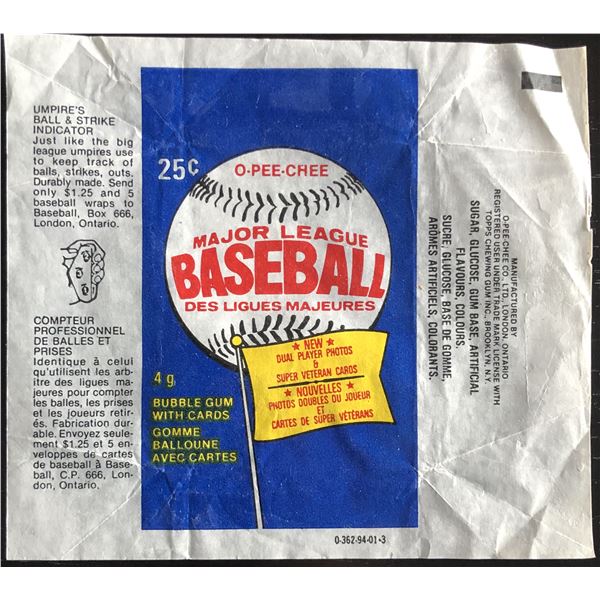 UMPIRE'S
BALL & STRIKE
INDICATOR
Just like the big
league umpires use
to keep track of
balls, strikes, outs.
Durably made. Send
only $1.25 and 5
baseball wraps to
Baseball, Box 666,
London, Ontario.
COMPTEUR
PROFESSIONNEL
DE BALLES ET
PRISES
Identique à celui
qu'utilisent les arb-
itre des ligues ma-
jeures pour compter
les balles, les prises
et les joueurs retir-
és. Fabrication dur-
able. Envoyez seule-
ment $1.25 et 5 en-
veloppes de cartes
de baseball à Base-
ball, C.P. 666, Lon-
don, Ontario.
25¢
O-PEE-CHEE
MAJOR LEAGUE
BASEBALL
DES LIGUES MAJEURES
★ NEW ★
DUAL PLAYER PHOTOS
&
SUPER VETERAN CARDS
★ NOUVELLES ★
PHOTOS DOUBLES DU JOUEUR
ET
CARTES DE SUPER VÉTÉRANS
4 g.
BUBBLE GUM
WITH CARDS
GOMME
BALLOUNE
AVEC CARTES
0-362-94-01-3
MANUFACTURED BY
O-PEE-CHEE CO. LTD., LONDON, ONTARIO
REGISTERED USER UNDER TRADE MARK LICENSE WITH
TOPPS CHEWING GUM INC., BROOKLYN, N.Y.
SUGAR, GLUCOSE, GUM BASE, ARTIFICIAL
FLAVOURS, COLOURS.
SUCRE, GLUCOSE, BASE DE GOMME,
ARÔMES ARTIFICIELS, COLORANTS.